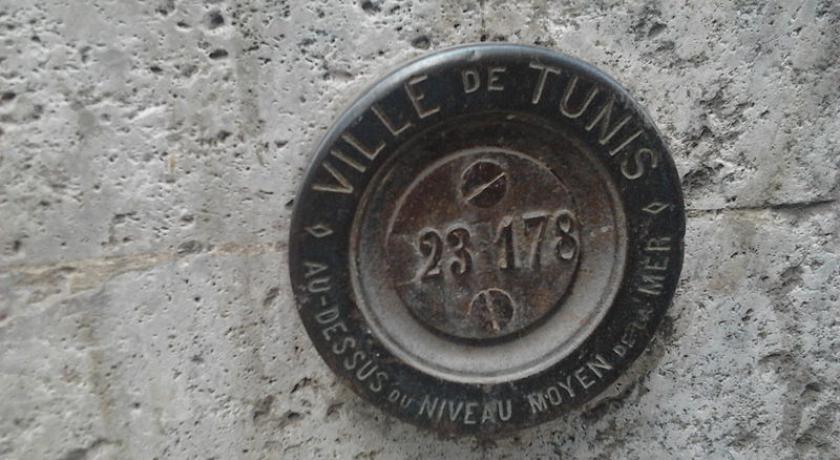 VILLE DE TUNIS
23 178
AU-DESSUS DU NIVEAU MOYEN DE LA MER